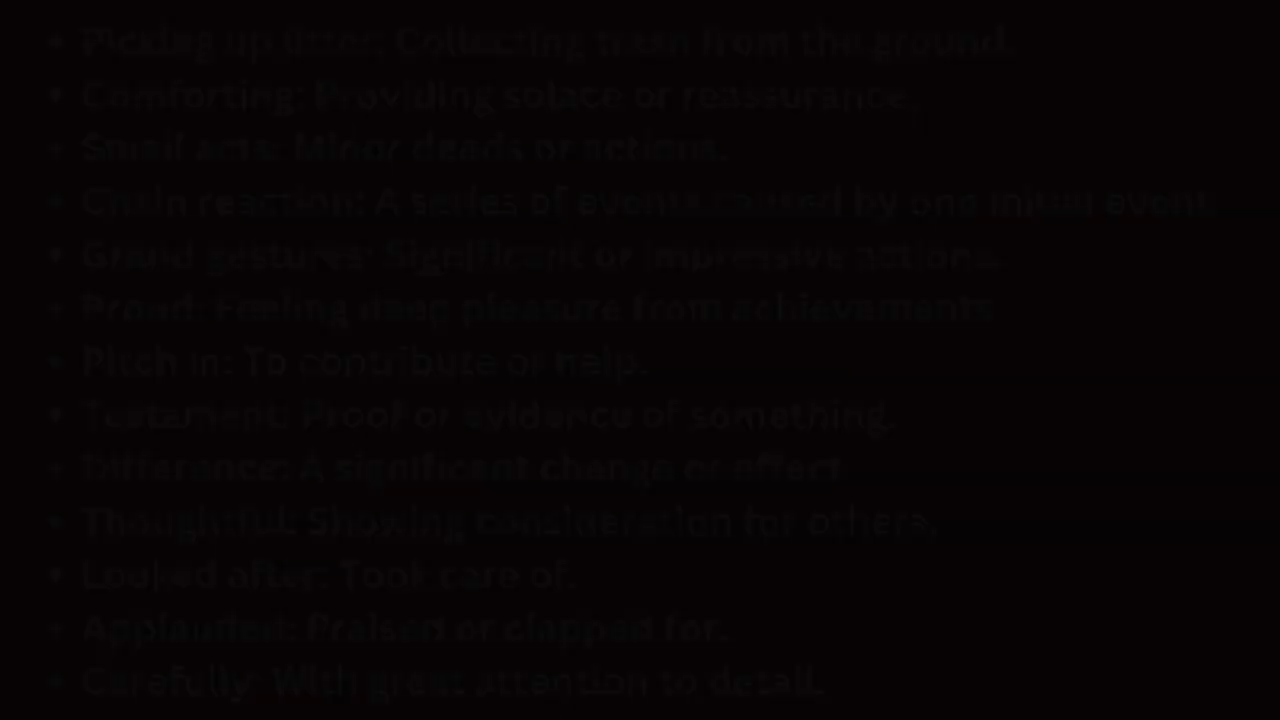 • Picking up litter: Collecting trash from the ground.
• Comforting: Providing solace or reassurance.
• Small acts: Minor deeds or actions.
• Chain reaction: A series of events caused by one initial event.
• Grand gestures: Significant or impressive actions.
• Proud: Feeling deep pleasure from achievements.
• Pitch in: To contribute or help.
• Testament: Proof or evidence of something.
• Difference: A significant change or effect.
• Thoughtful: Showing consideration for others.
• Looked after: Took care of.
• Applauded: Praised or clapped for.
• Carefully: With great attention to detail.